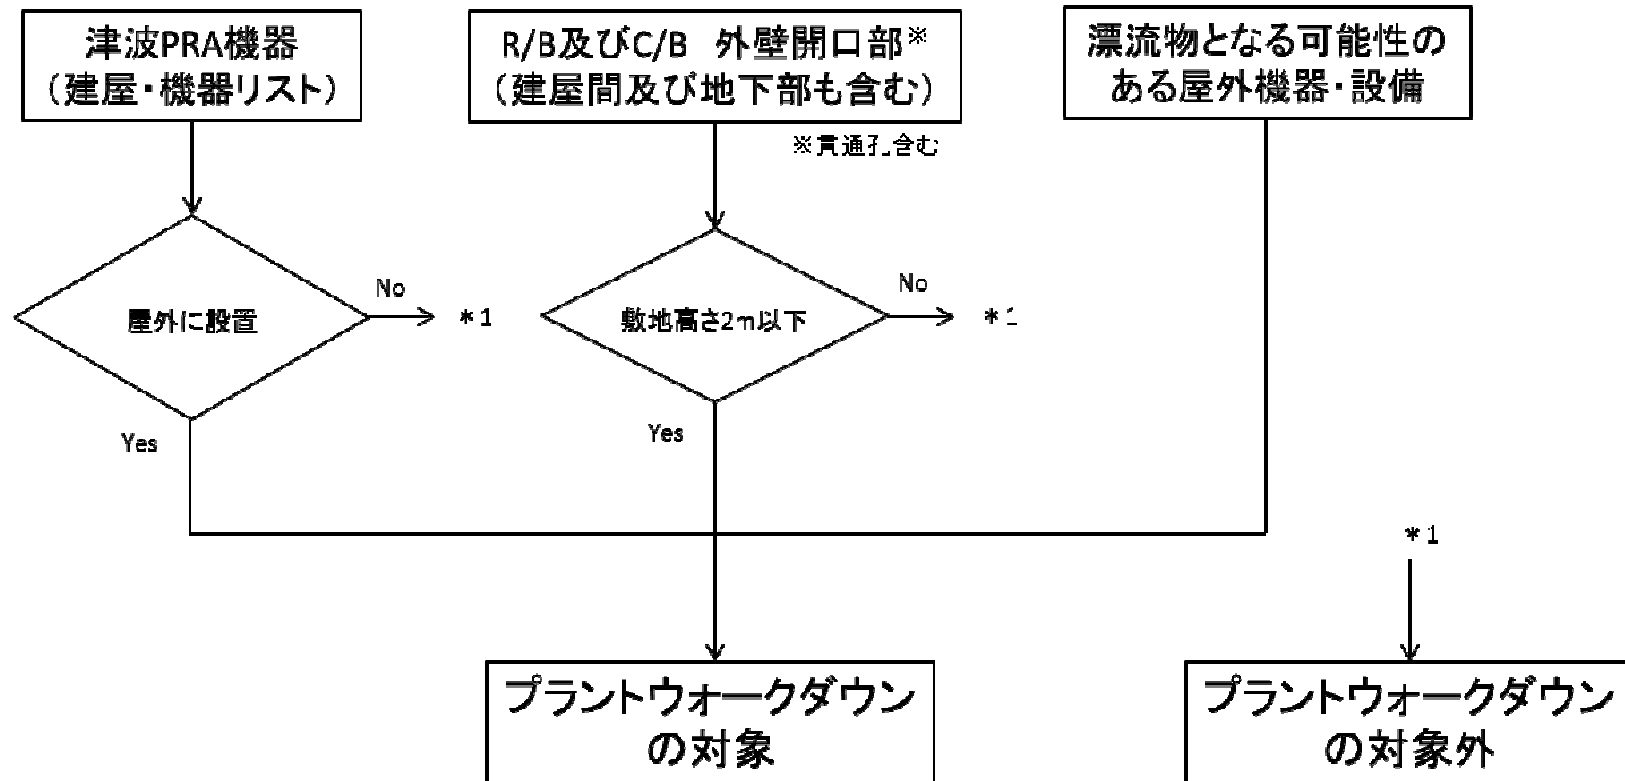 津波PRA機器
（建屋・機器リスト）
R/B及びC/B　外壁開口部※
（建屋間及び地下部も含む）
※貫通孔含む
漂流物となる可能性の
ある屋外機器・設備
屋外に設置
No
＊1
Yes
敷地高さ2m以下
No
＊1
Yes
＊1
プラントウォークダウン
の対象
プラントウォークダウン
の対象外